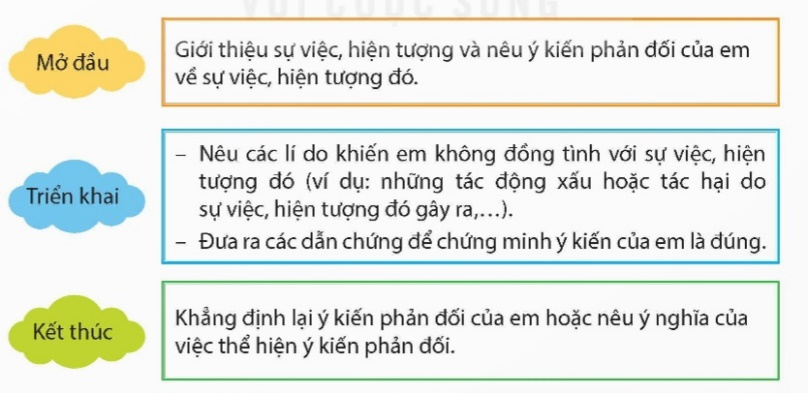 VỚI CUỘC SỐNG
Mở đầu
Giới thiệu sự việc, hiện tượng và nêu ý kiến phản đối của em
về sự việc, hiện tượng đó.
Triển khai
– Nêu các lí do khiến em không đồng tình với sự việc, hiện
tượng đó (ví dụ: những tác động xấu hoặc tác hại do
sự việc, hiện tượng đó gây ra,...).
– Đưa ra các dẫn chứng để chứng minh ý kiến của em là đúng.
Kết thúc
Khẳng định lại ý kiến phản đối của em hoặc nêu ý nghĩa của
việc thể hiện ý kiến phản đối.